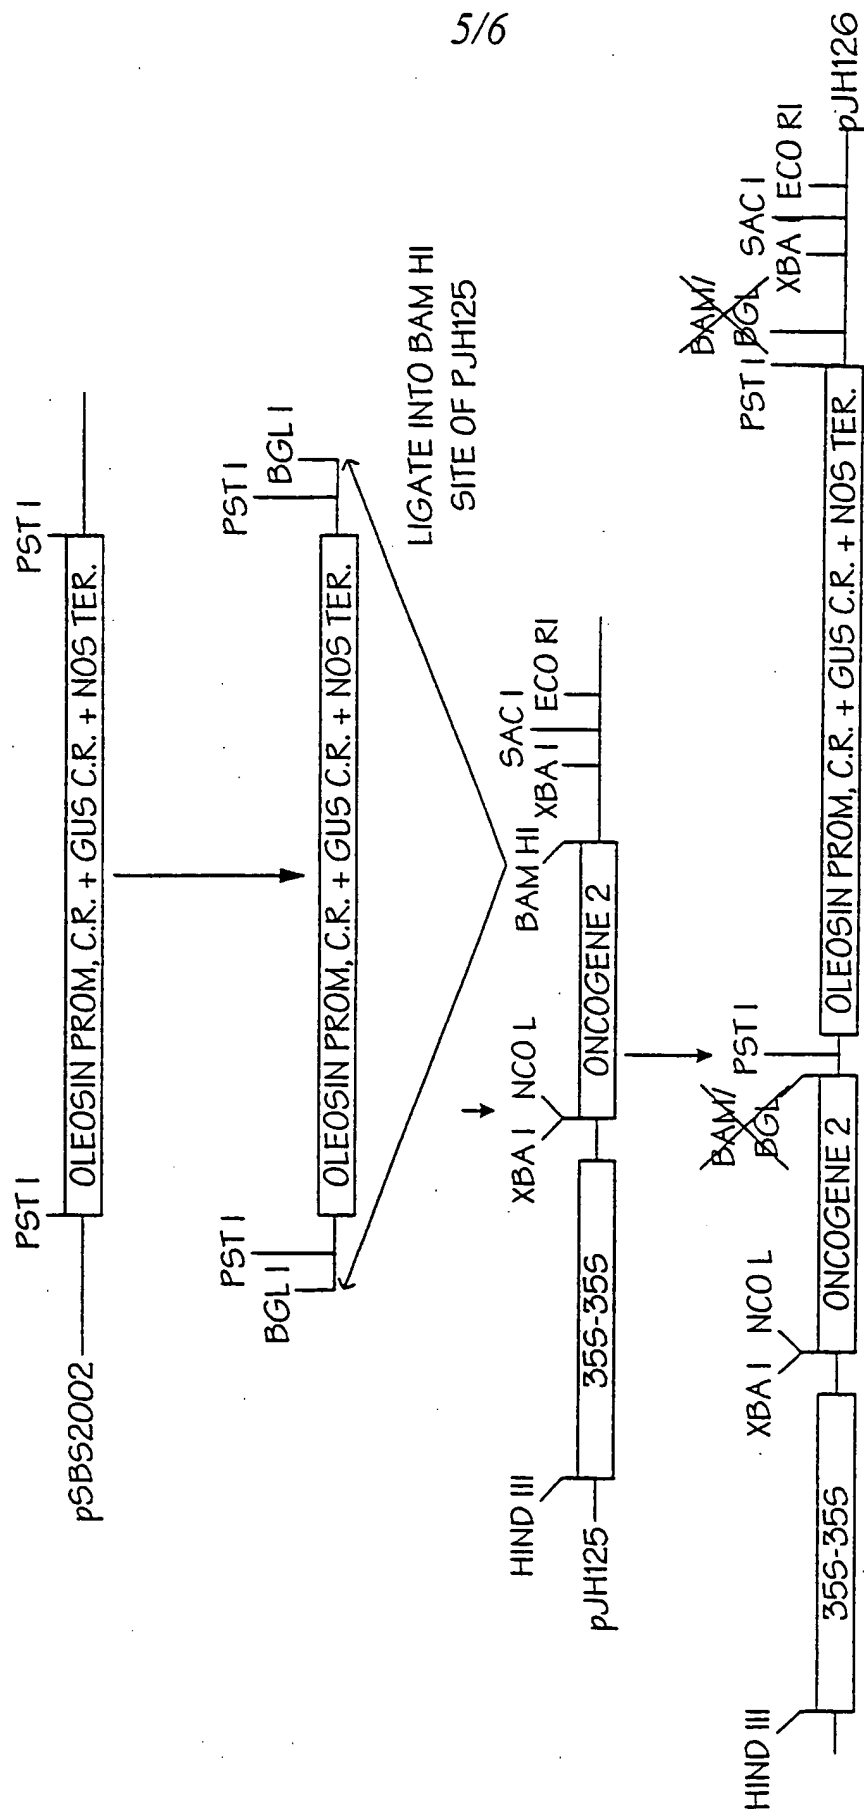 5/6
PST I
PST I
pSBS2002
OLEOSIN PROM, C.R. + GUS C.R. + NOS TER.
PST I
BGL I
PST I
BGL I
OLEOSIN PROM, C.R. + GUS C.R. + NOS TER.
LIGATE INTO BAM HI
SITE OF PJH125
HIND III
XBA I NCO L
BAM HI
SAC I
XBA I ECO RI
pJH125
35S-35S
ONCOGENE 2
HIND III
XBA I NCO L
BAM/
BGL
PST I
PST I
BAM/
BGL
SAC I
XBA I ECO RI
35S-35S
ONCOGENE 2
OLEOSIN PROM, C.R. + GUS C.R. + NOS TER.
pJH126